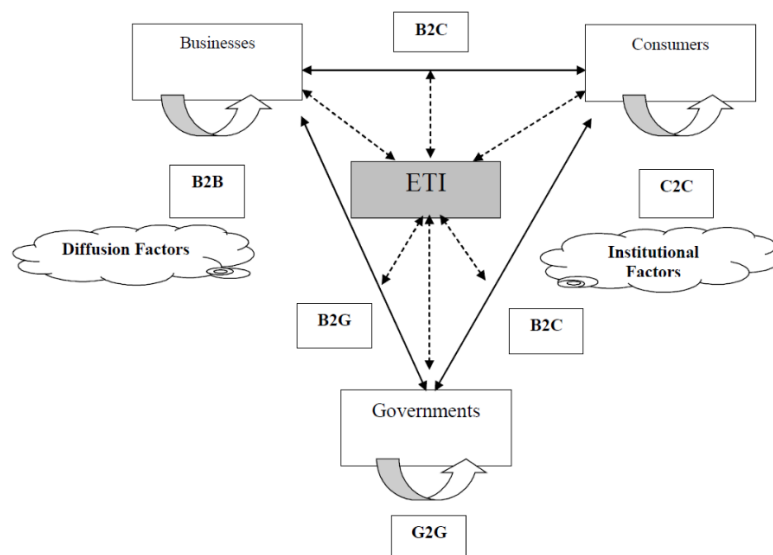 B2C
Businesses
Consumers
ETI
B2B
C2C
Diffusion Factors
Institutional
Factors
B2G
B2C
Governments
G2G